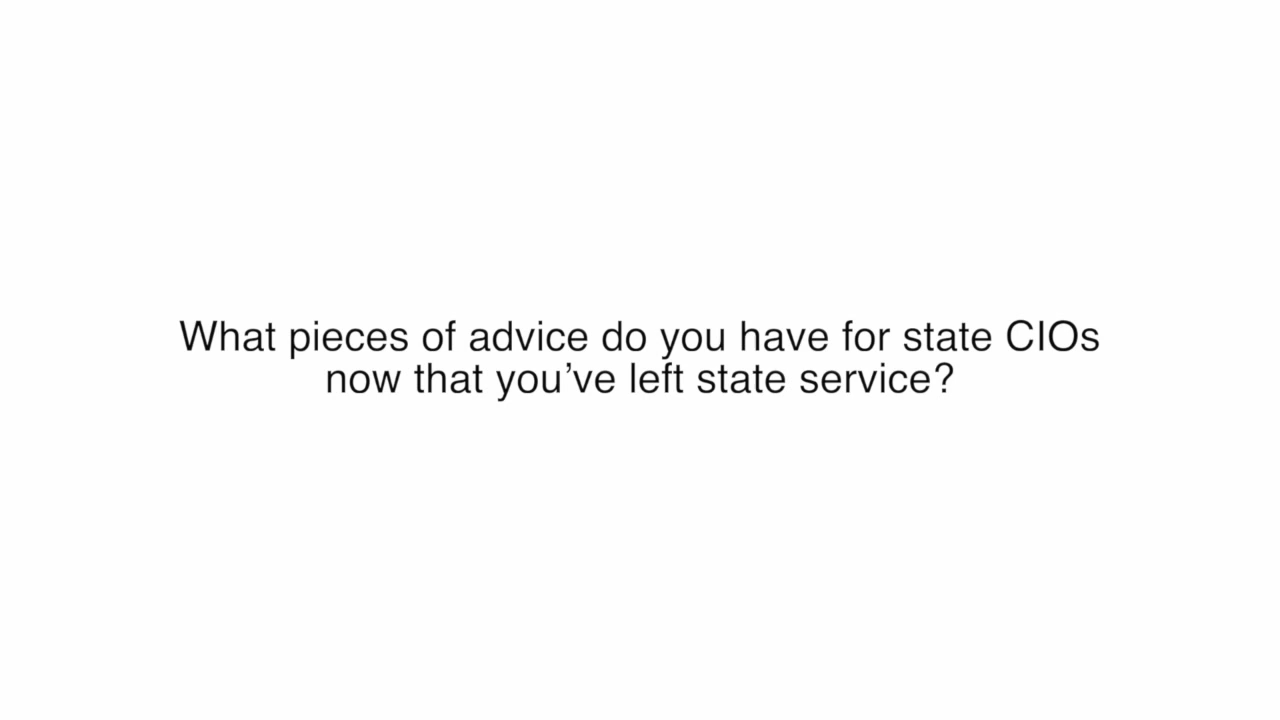 What pieces of advice do you have for state CIOs
now that you’ve left state service?